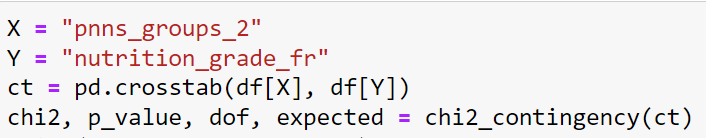 X = "pnns_groups_2"
Y = "nutrition_grade_fr"
ct = pd.crosstab(df[X], df[Y])
chi2, p_value, dof, expected = chi2_contingency(ct)